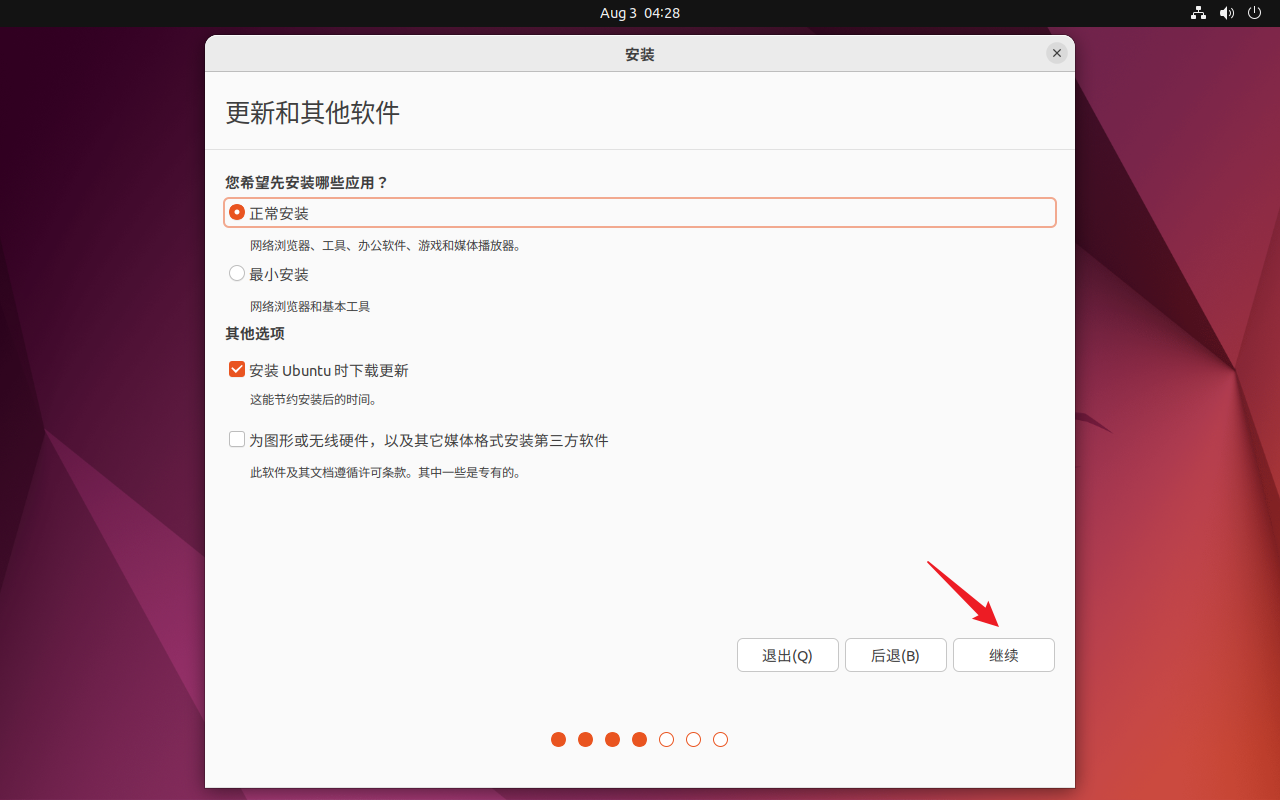 Aug 3 04:28
安装
更新和其他软件
您希望先安装哪些应用？
正常安装
网络浏览器、工具、办公软件、游戏和媒体播放器。
最小安装
网络浏览器和基本工具
其他选项
安装 Ubuntu 时下载更新
这能节约安装后的时间。
为图形或无线硬件，以及其它媒体格式安装第三方软件
此软件及其文档遵循许可条款。其中一些是专有的。
退出(Q) 后退(B) 继续